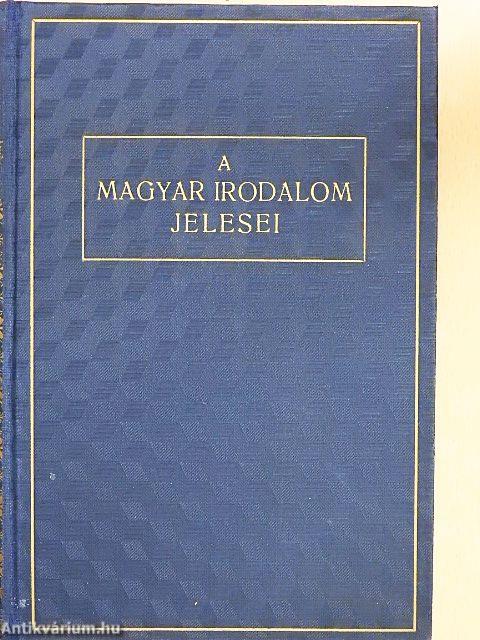 A
MAGYAR IRODALOM
JELESEI
Antikvárium.hu